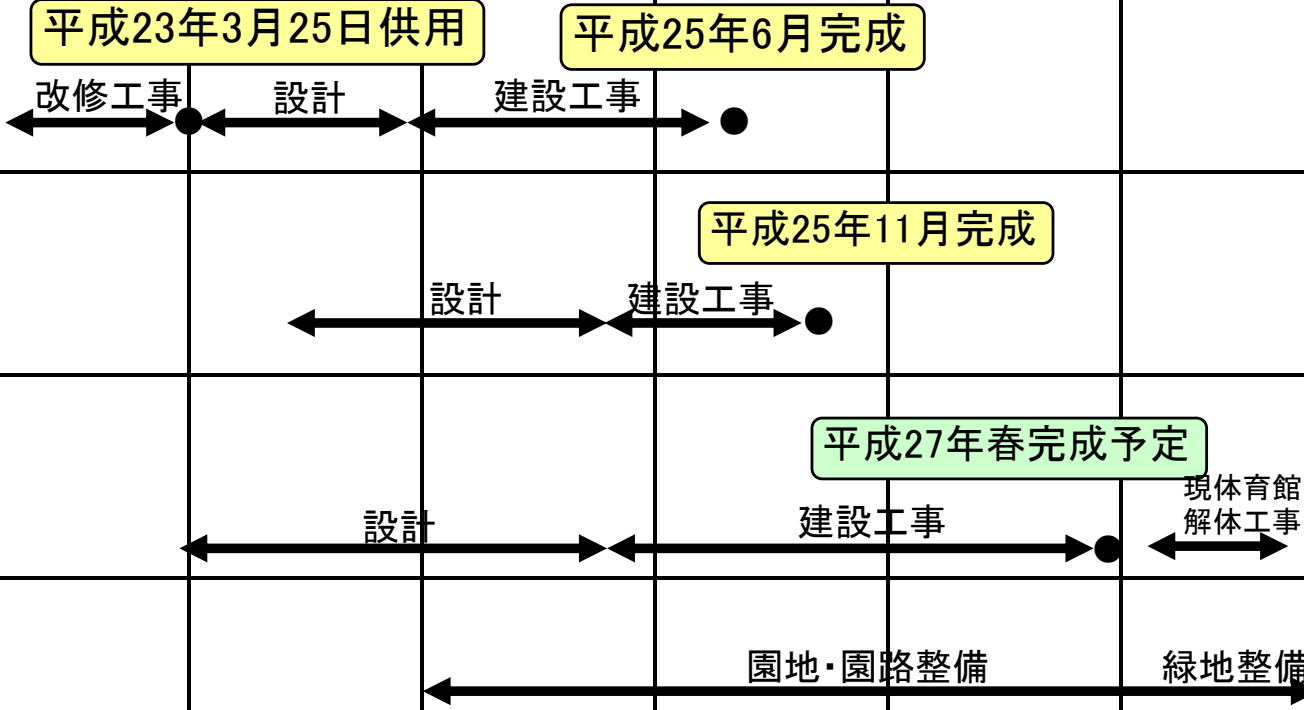 平成23年3月25日供用
平成25年6月完成
改修工事
設計
建設工事
平成25年11月完成
設計
建設工事
平成27年春完成予定
現体育館
解体工事
設計
建設工事
園地・園路整備
緑地整備